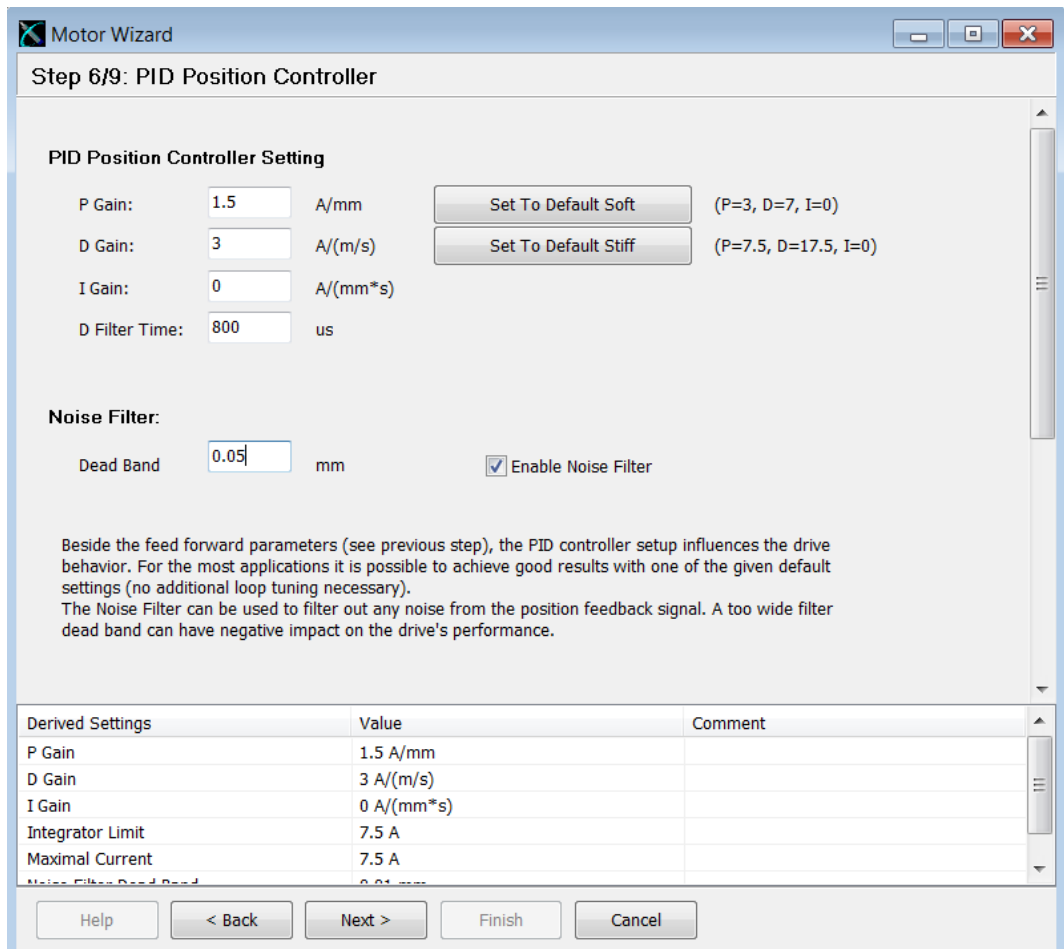 Motor Wizard
Step 6/9: PID Position Controller
PID Position Controller Setting
P Gain: 1.5 A/mm Set To Default Soft (P=3, D=7, I=0)
D Gain: 3 A/(m/s) Set To Default Stiff (P=7.5, D=17.5, I=0)
I Gain: 0 A/(mm*s)
D Filter Time: 800 us
Noise Filter:
Dead Band 0.05 mm Enable Noise Filter
Beside the feed forward parameters (see previous step), the PID controller setup influences the drive
behavior. For the most applications it is possible to achieve good results with one of the given default
settings (no additional loop tuning necessary).
The Noise Filter can be used to filter out any noise from the position feedback signal. A too wide filter
dead band can have negative impact on the drive's performance.
Derived Settings Value Comment
P Gain 1.5 A/mm
D Gain 3 A/(m/s)
I Gain 0 A/(mm*s)
Integrator Limit 7.5 A
Maximal Current 7.5 A
Noise Filter Dead Band 0.01 mm
Help < Back Next > Finish Cancel